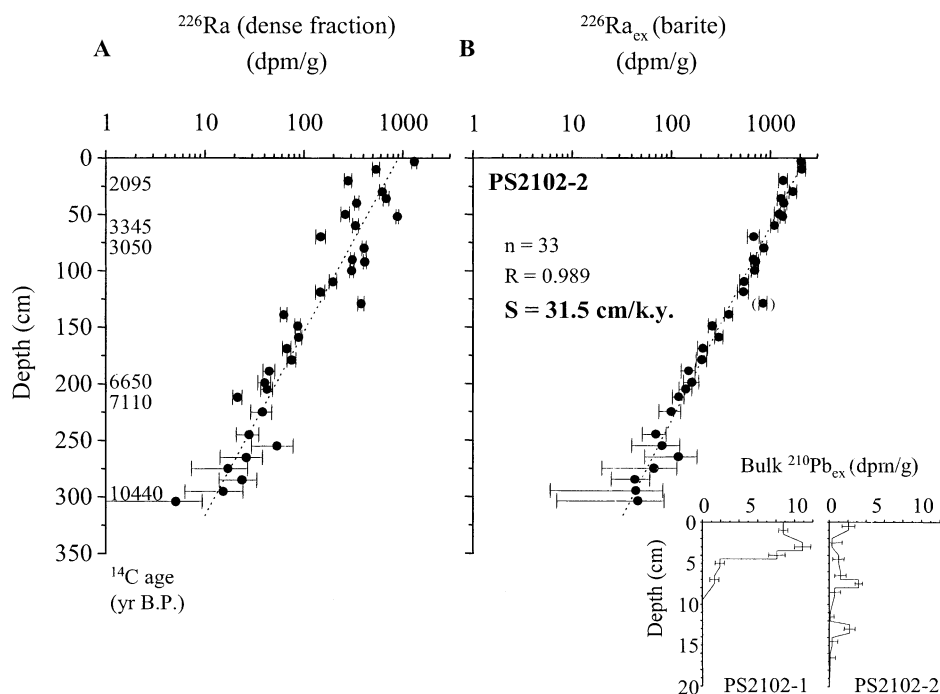 A
²²⁶Ra (dense fraction)
(dpm/g)
1 10 100 1000
0
50
100
150
200
250
300
350
Depth (cm)
2095
3345
3050
6650
7110
10440
¹⁴C age
(yr B.P.)
B
²²⁶Raₑₓ (barite)
(dpm/g)
1 10 100 1000
PS2102-2
n = 33
R = 0.989
S = 31.5 cm/k.y.
( )
Bulk ²¹⁰Pbₑₓ (dpm/g)
0 5 10 0 5 10
0
5
10
15
20
Depth (cm)
PS2102-1 PS2102-2